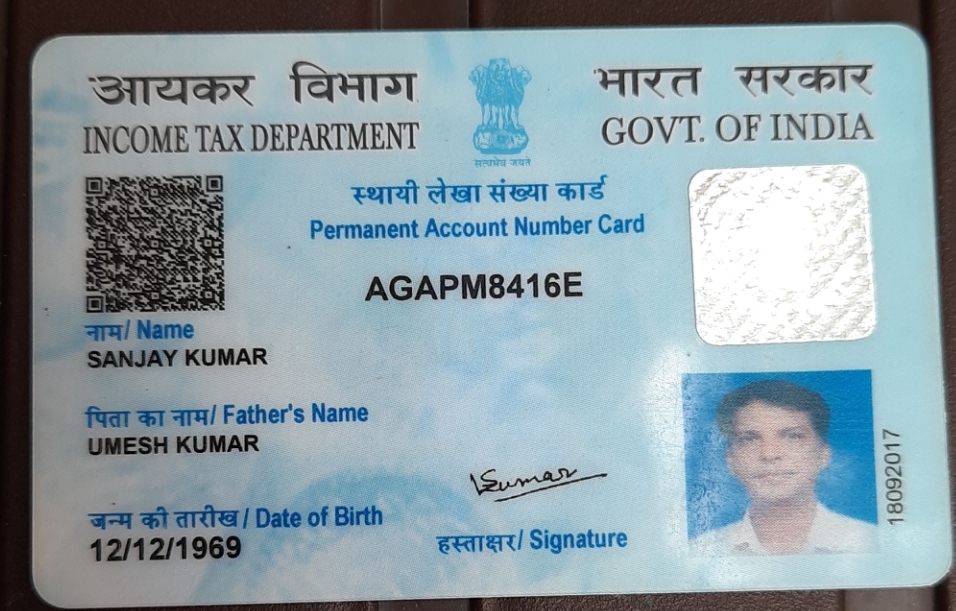 आयकर विभाग
INCOME TAX DEPARTMENT
सत्यमेव जयते
भारत सरकार
GOVT. OF INDIA
स्थायी लेखा संख्या कार्ड
Permanent Account Number Card
AGAPM8416E
नाम/ Name
SANJAY KUMAR
पिता का नाम/ Father's Name
UMESH KUMAR
जन्म की तारीख/ Date of Birth
12/12/1969
Kumar
हस्ताक्षर/ Signature
18092017